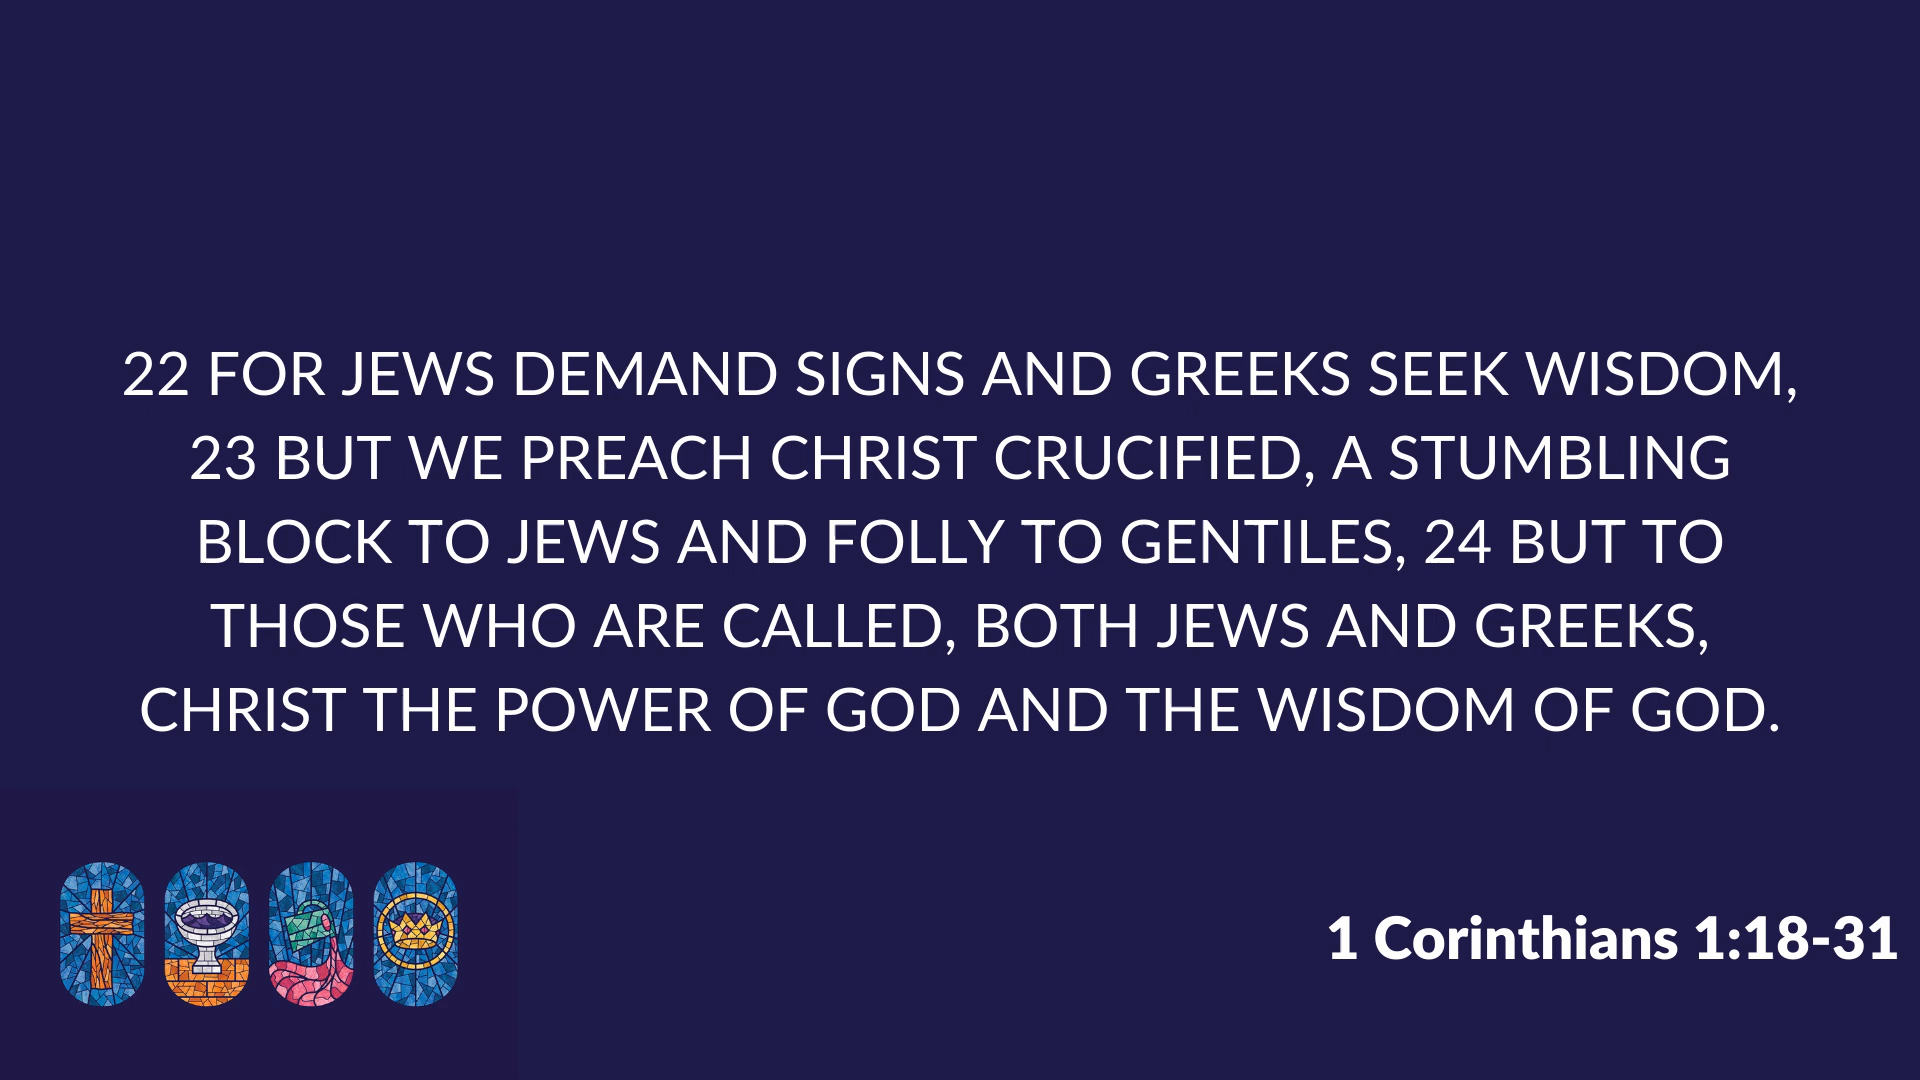 22 FOR JEWS DEMAND SIGNS AND GREEKS SEEK WISDOM,
23 BUT WE PREACH CHRIST CRUCIFIED, A STUMBLING
BLOCK TO JEWS AND FOLLY TO GENTILES, 24 BUT TO
THOSE WHO ARE CALLED, BOTH JEWS AND GREEKS,
CHRIST THE POWER OF GOD AND THE WISDOM OF GOD.
1 Corinthians 1:18-31